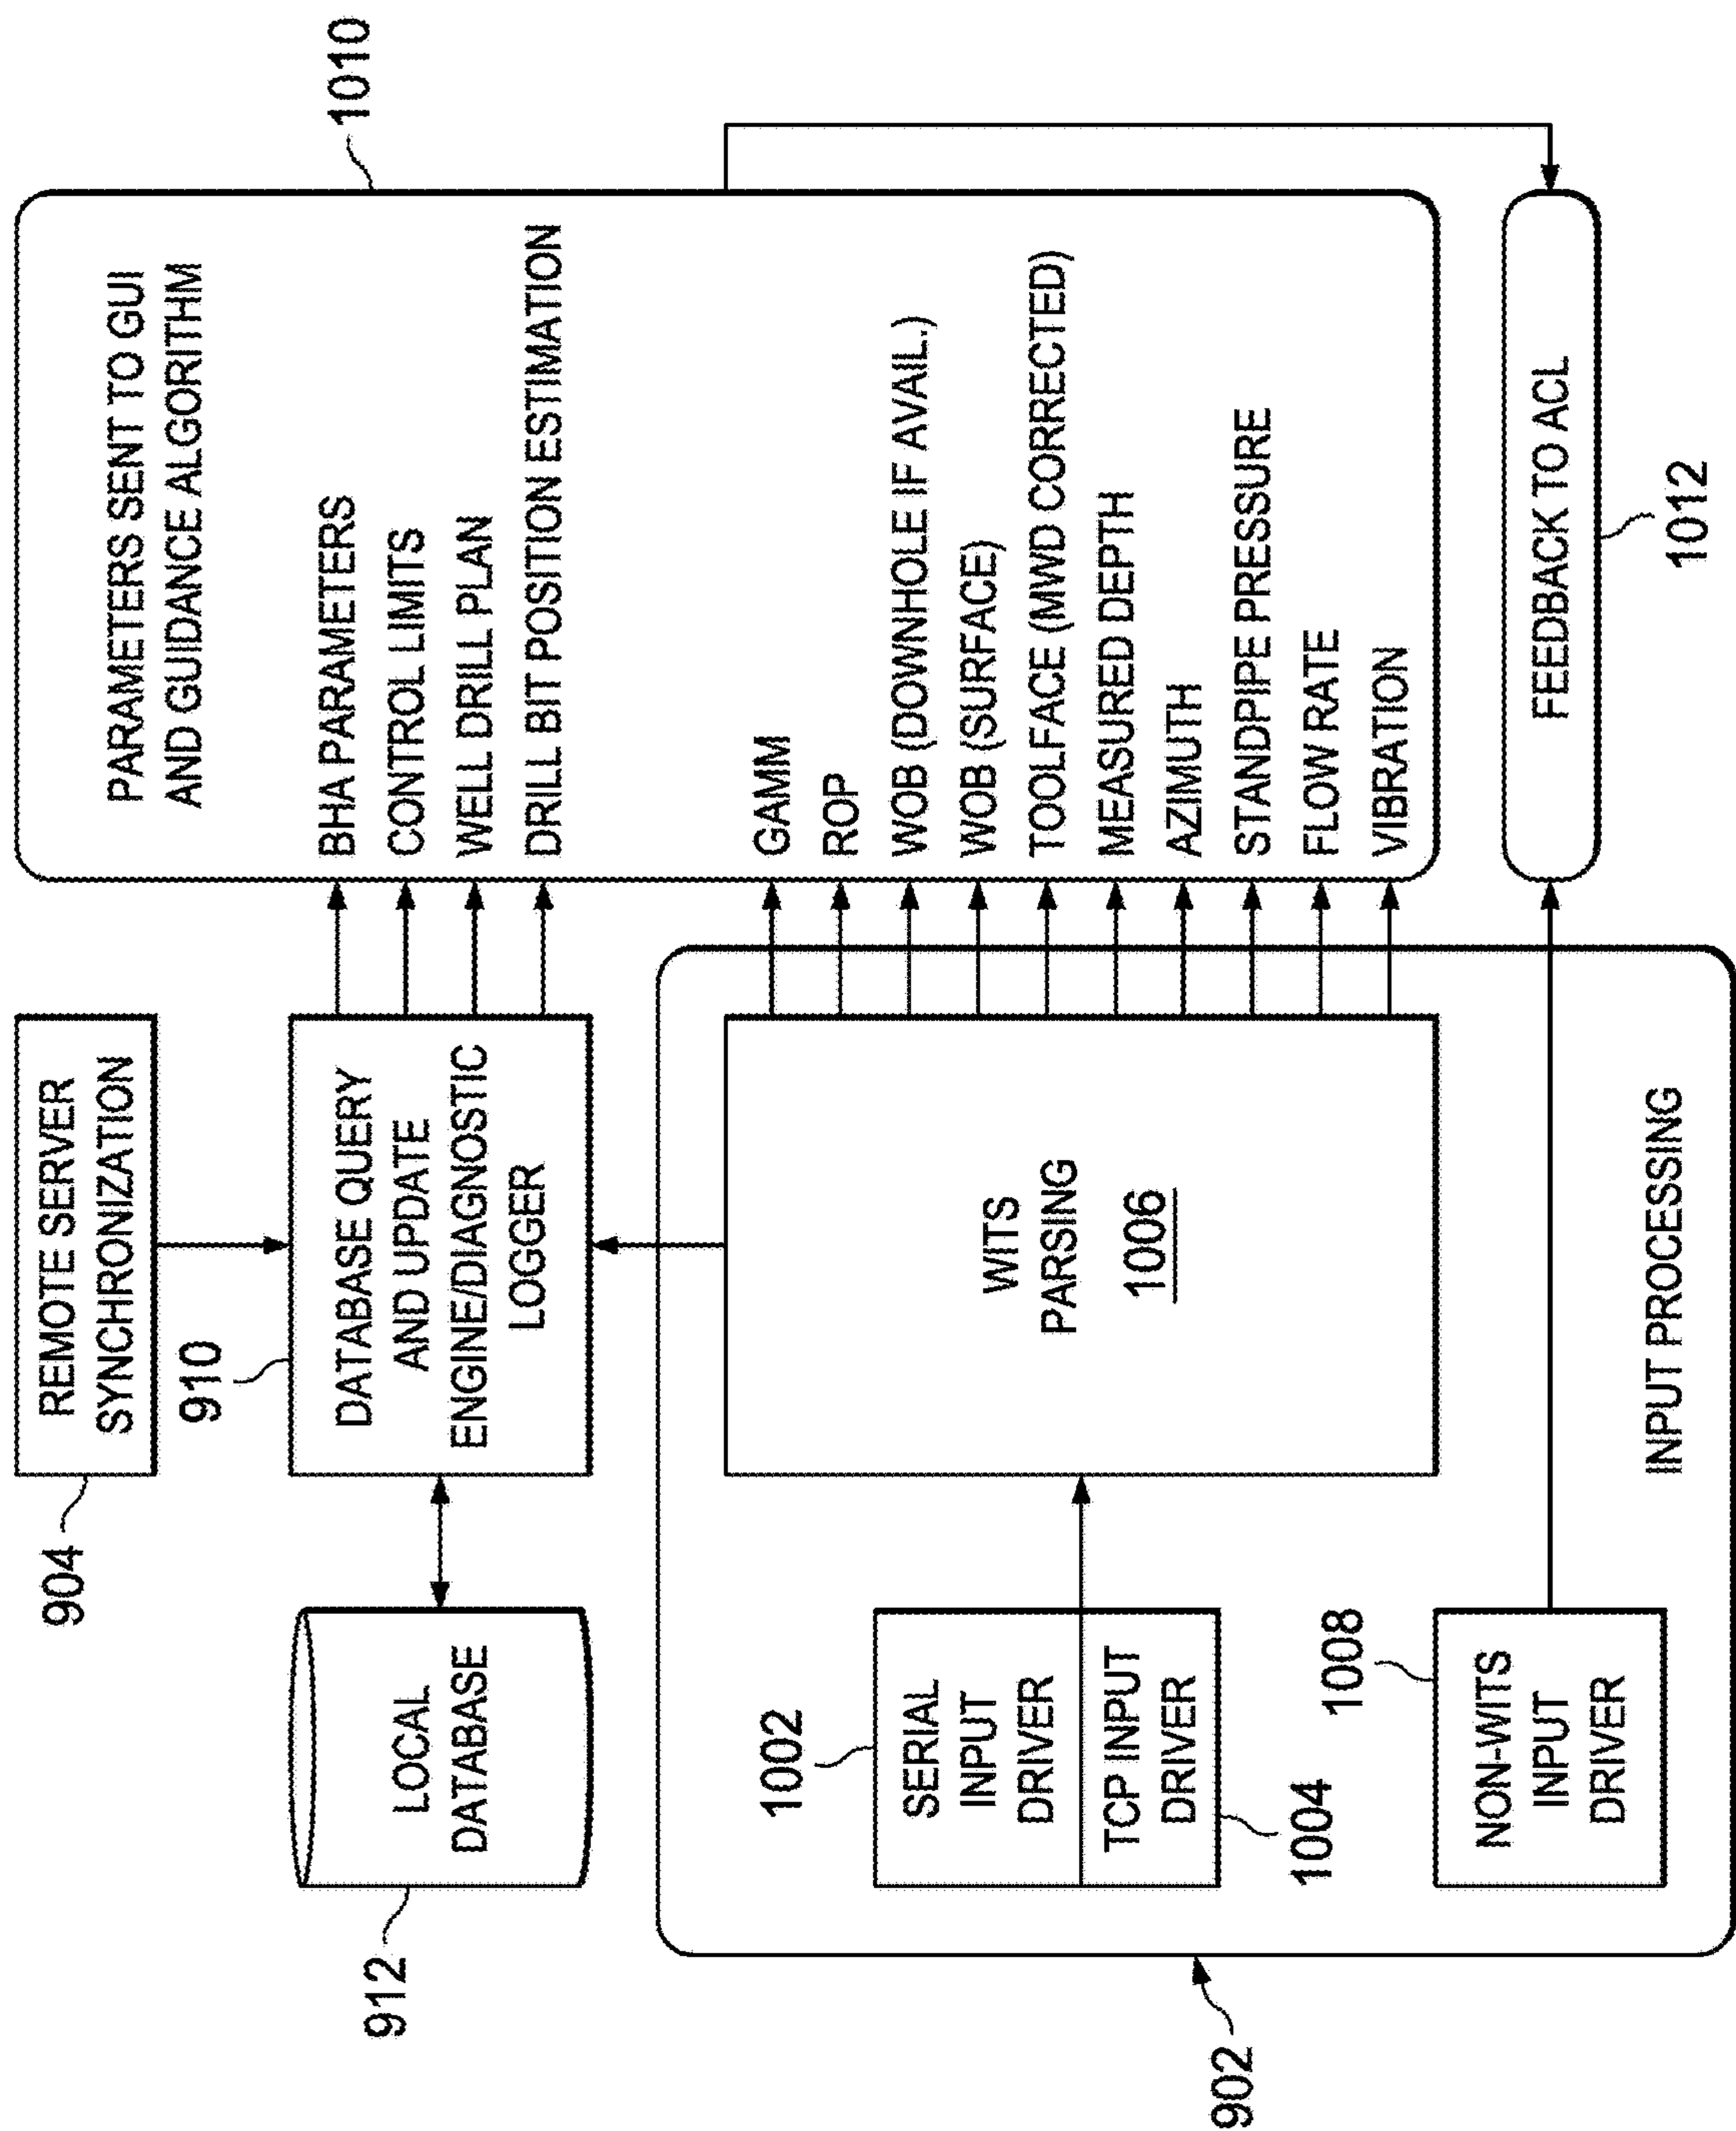 904
REMOTE SERVER
SYNCHRONIZATION
910
912
LOCAL
DATABASE
DATABASE QUERY
AND UPDATE
ENGINE/DIAGNOSTIC
LOGGER
1010
PARAMETERS SENT TO GUI
AND GUIDANCE ALGORITHM
BHA PARAMETERS
CONTROL LIMITS
WELL DRILL PLAN
DRILL BIT POSITION ESTIMATION
GAMM
ROP
WOB (DOWNHOLE IF AVAIL.)
WOB (SURFACE)
TOOLFACE (MWD CORRECTED)
MEASURED DEPTH
AZIMUTH
STANDPIPE PRESSURE
FLOW RATE
VIBRATION
902
1002
SERIAL
INPUT
DRIVER
TCP INPUT
DRIVER
1004
WITS
PARSING
1006
1008
NON-WITS
INPUT
DRIVER
INPUT PROCESSING
FEEDBACK TO ACL
1012